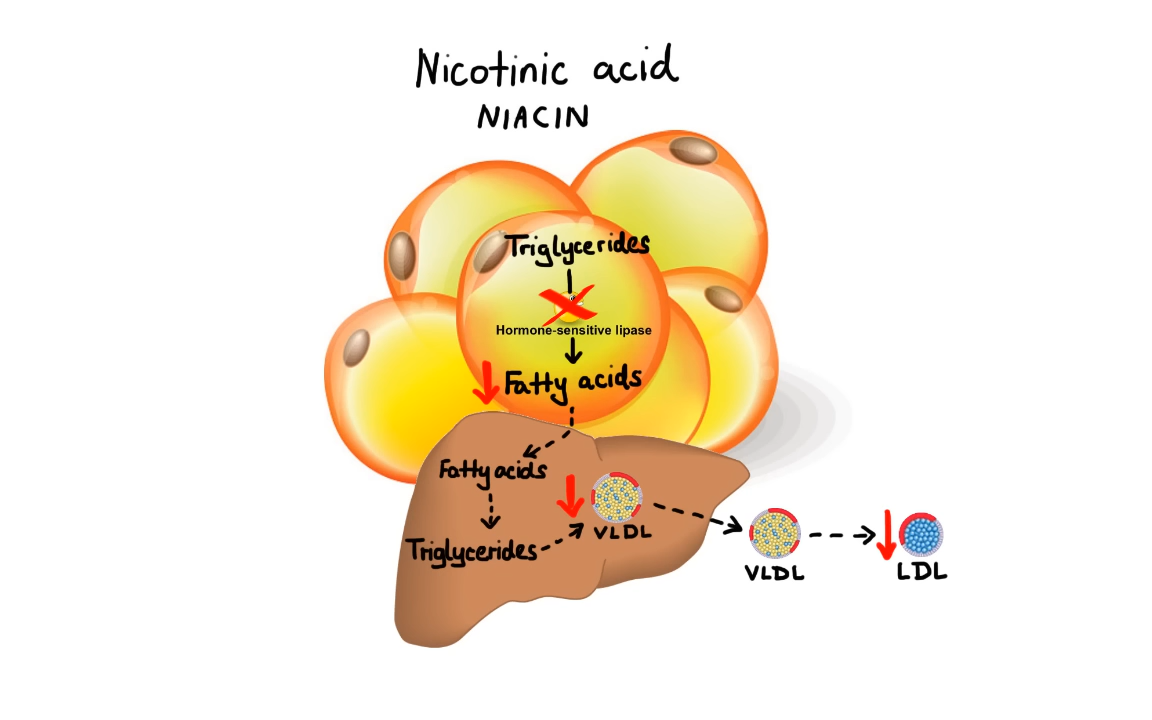 Nicotinic acid
NIACIN
Triglycerides
Hormone-sensitive lipase
Fatty acids
Fatty acids
Triglycerides
VLDL
VLDL
LDL